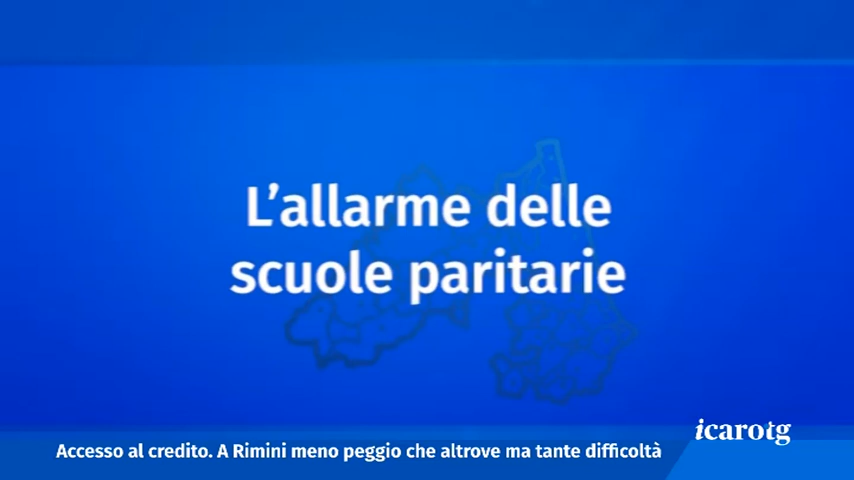 L'allarme delle
scuole paritarie
icarotg
Accesso al credito. A Rimini meno peggio che altrove ma tante difficoltà